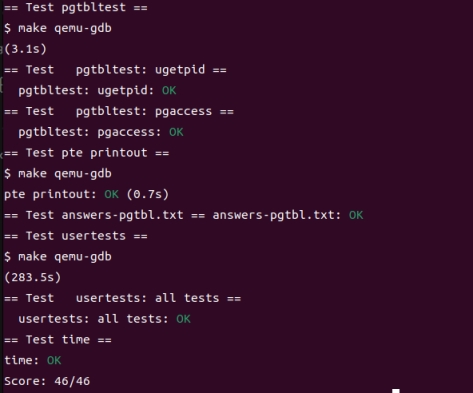 == Test pgtbltest ==
$ make qemu-gdb
(3.1s)
== Test   pgtbltest: ugetpid ==
  pgtbltest: ugetpid: OK
== Test   pgtbltest: pgaccess ==
  pgtbltest: pgaccess: OK
== Test pte printout ==
$ make qemu-gdb
pte printout: OK (0.7s)
== Test answers-pgtbl.txt == answers-pgtbl.txt: OK
== Test usertests ==
$ make qemu-gdb
(283.5s)
== Test   usertests: all tests ==
  usertests: all tests: OK
== Test time ==
time: OK
Score: 46/46